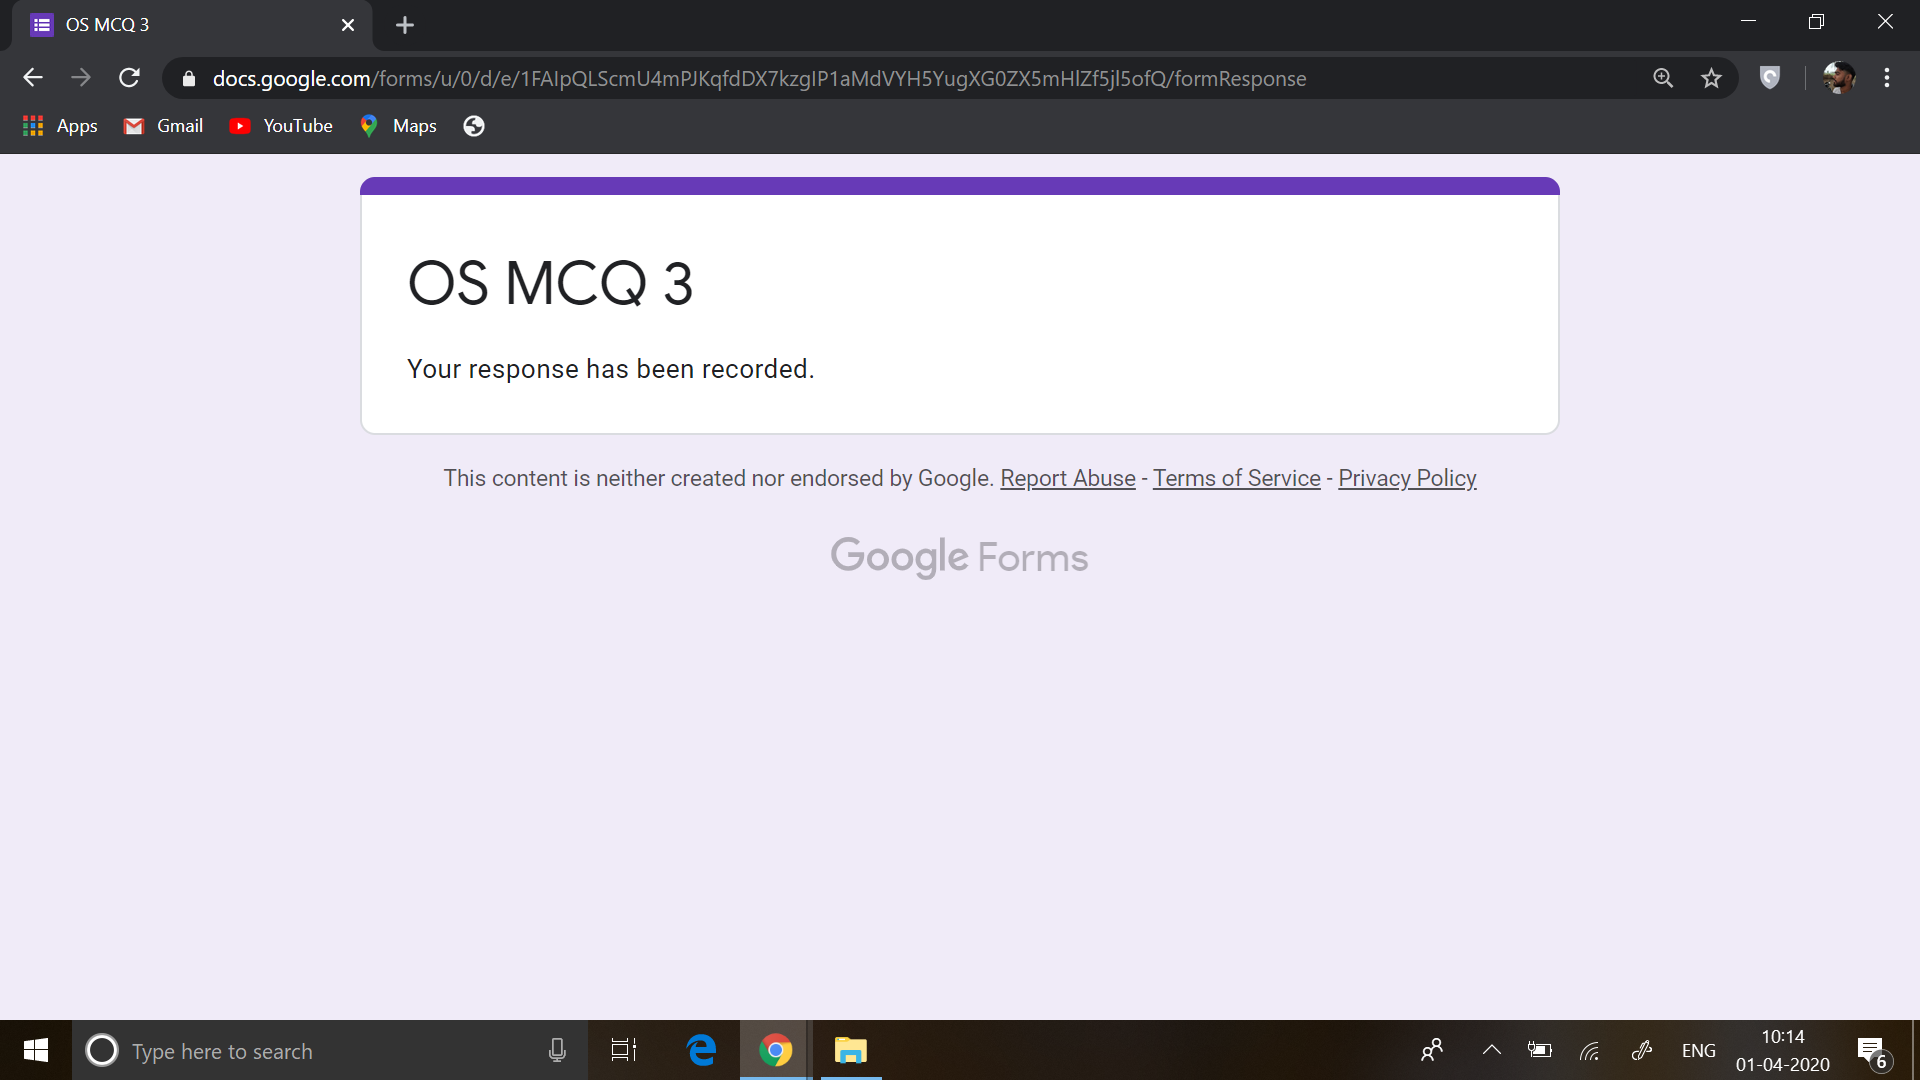 OS MCQ 3
docs.google.com/forms/u/0/d/e/1FAIpQLScmU4mPJKqfdDX7kzgIP1aMdVYH5YugXG0ZX5mHlZf5jl5ofQ/formResponse
Apps Gmail YouTube Maps
OS MCQ 3
Your response has been recorded.
This content is neither created nor endorsed by Google. Report Abuse - Terms of Service - Privacy Policy
Google Forms
Type here to search
ENG
10:14
01-04-2020
6